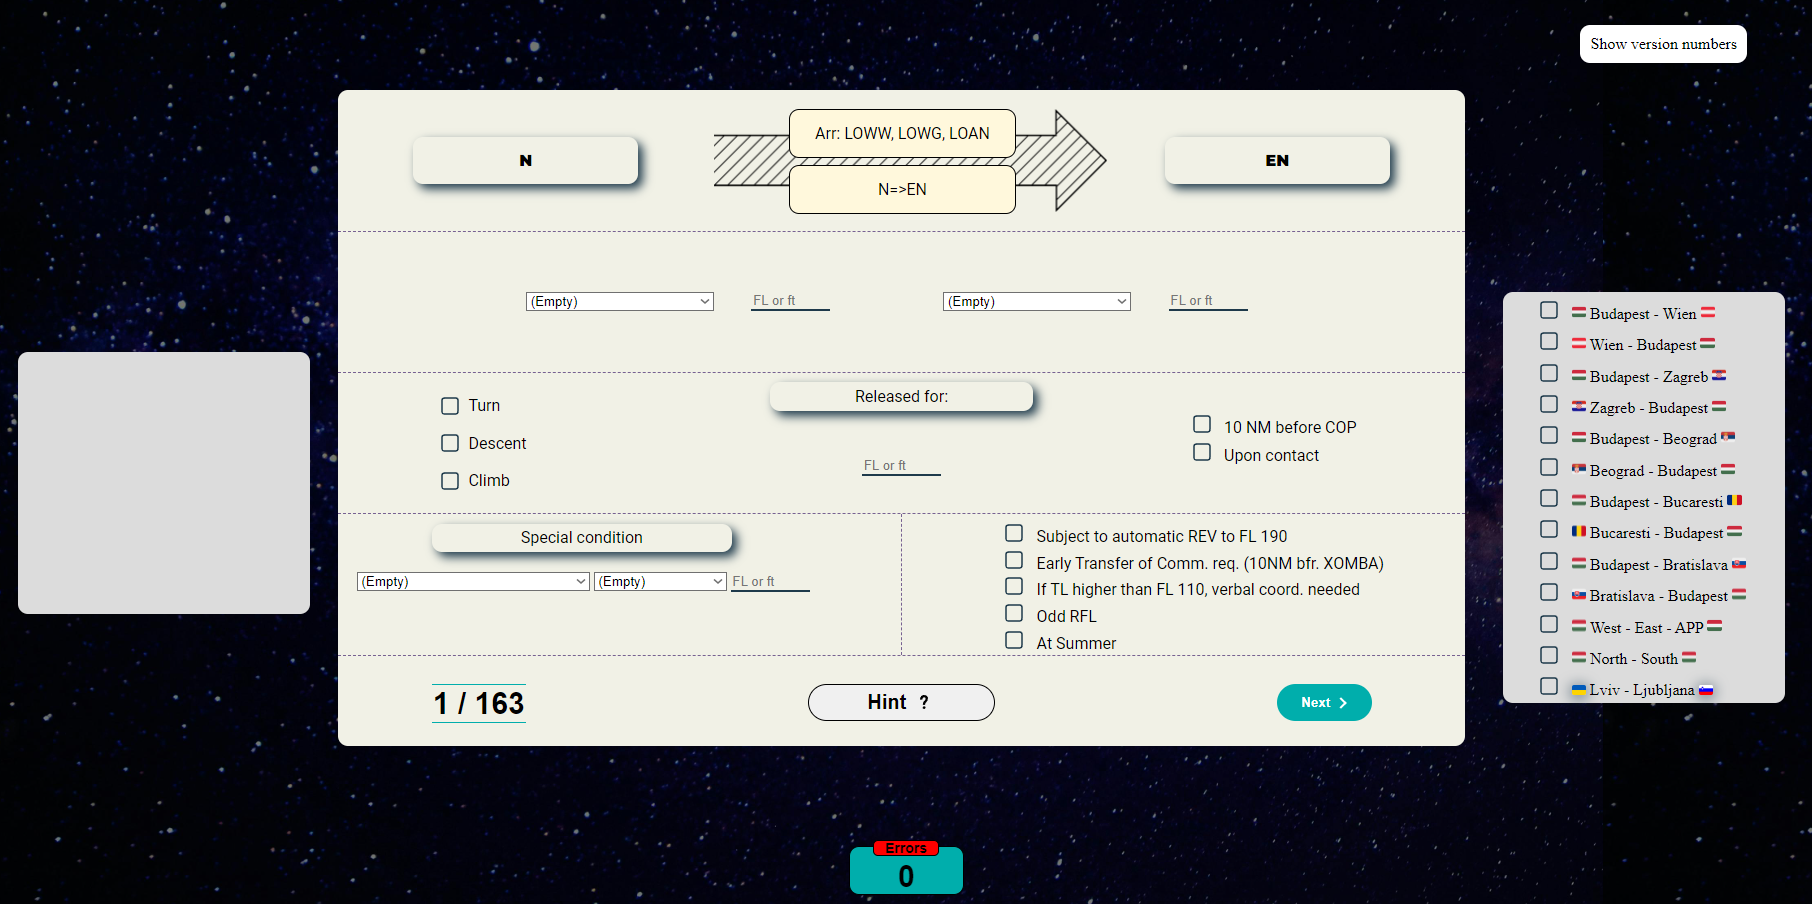 Show version numbers
N
Arr: LOWW, LOWG, LOAN
N=>EN
EN
(Empty)
FL or ft
(Empty)
FL or ft
Turn
Descent
Climb
Released for:
FL or ft
10 NM before COP
Upon contact
Special condition
(Empty)
(Empty)
FL or ft
Subject to automatic REV to FL 190
Early Transfer of Comm. req. (10NM bfr. XOMBA)
If TL higher than FL 110, verbal coord. needed
Odd RFL
At Summer
1 / 163
Hint ?
Next
Budapest - Wien
Wien - Budapest
Budapest - Zagreb
Zagreb - Budapest
Budapest - Beograd
Beograd - Budapest
Budapest - Bucaresti
Bucaresti - Budapest
Budapest - Bratislava
Bratislava - Budapest
West - East - APP
North - South
Lviv - Ljubljana
Errors
0